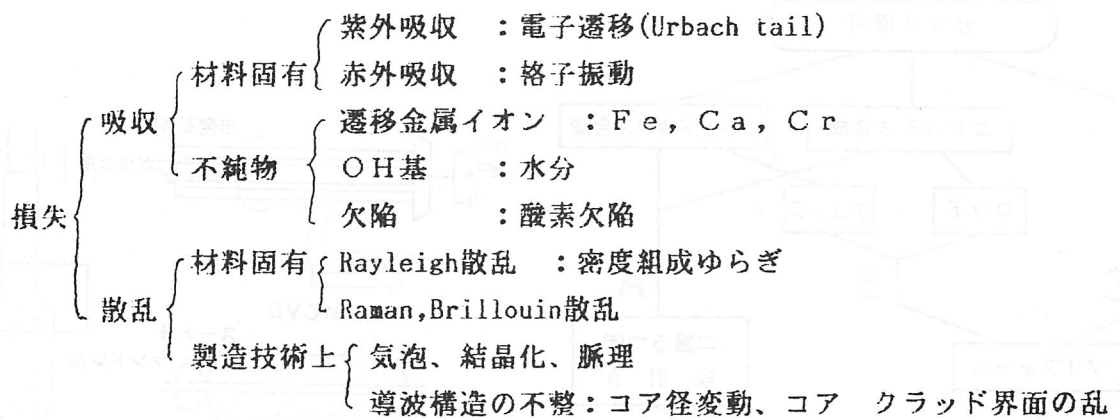 紫外吸収 ：電子遷移(Urbach tail)
材料固有
赤外吸収 ：格子振動
吸収
遷移金属イオン ：Ｆｅ，Ｃａ，Ｃｒ
不純物
ＯＨ基 ：水分
欠陥 ：酸素欠陥
損失
材料固有
Rayleigh散乱 ：密度組成ゆらぎ
散乱
Raman,Brillouin散乱
製造技術上
気泡、結晶化、脈理
導波構造の不整：コア径変動、コア クラッド界面の乱